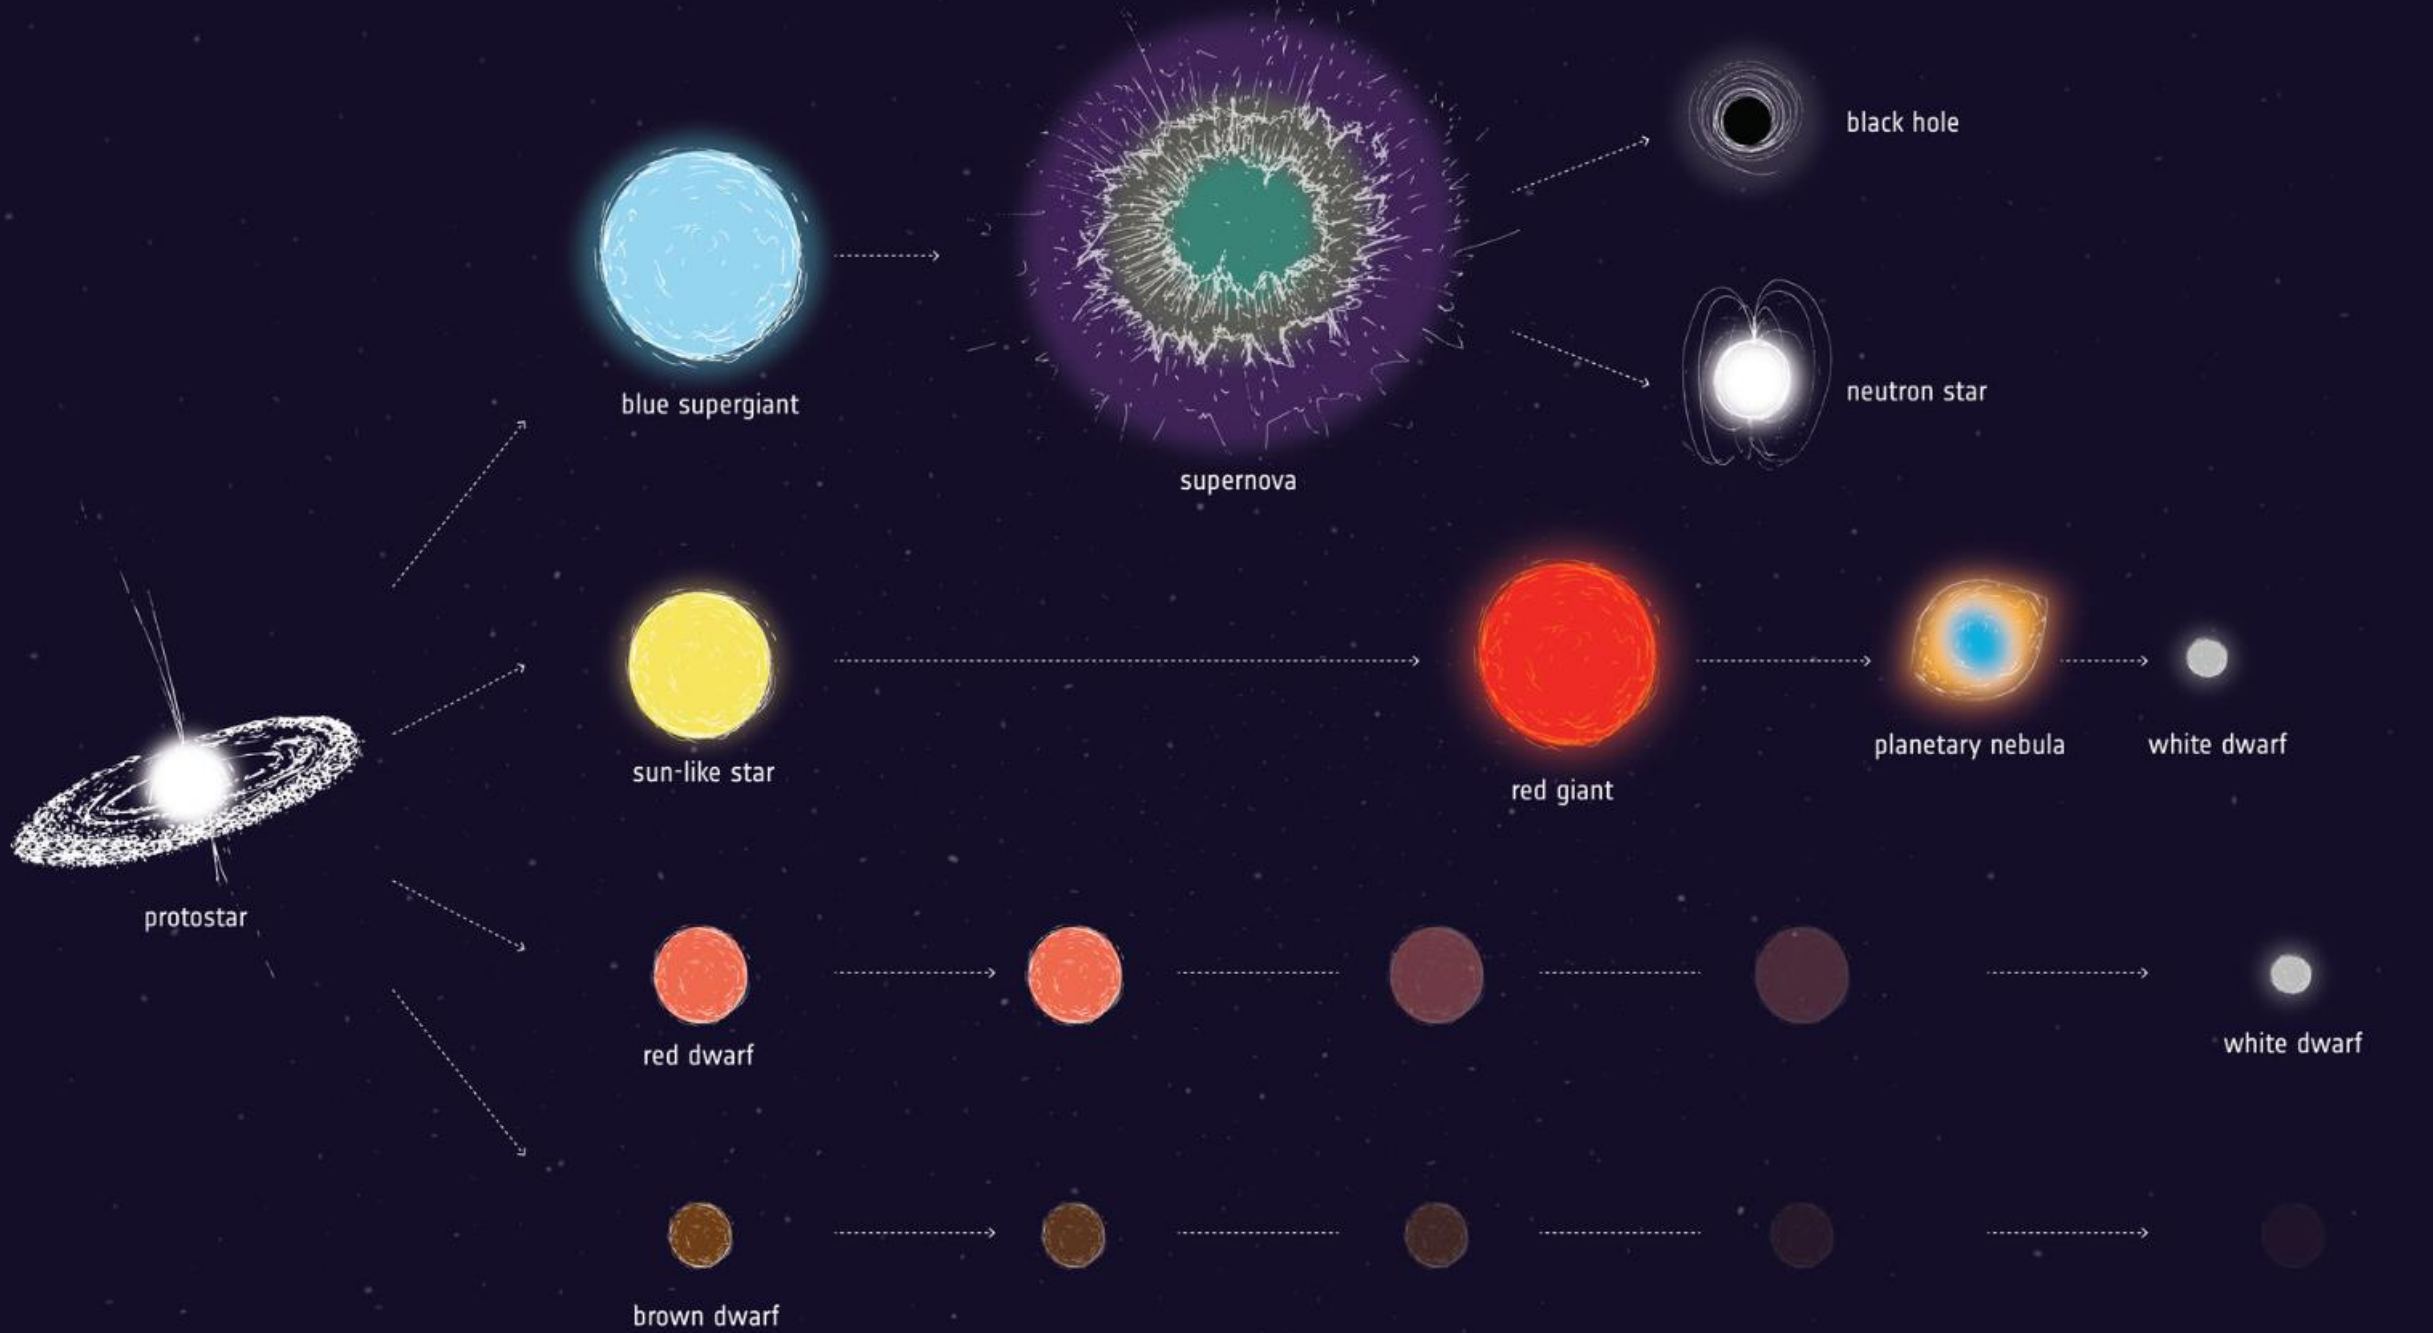 black hole
blue supergiant
neutron star
supernova
sun-like star
red giant
planetary nebula
white dwarf
protostar
red dwarf
white dwarf
brown dwarf